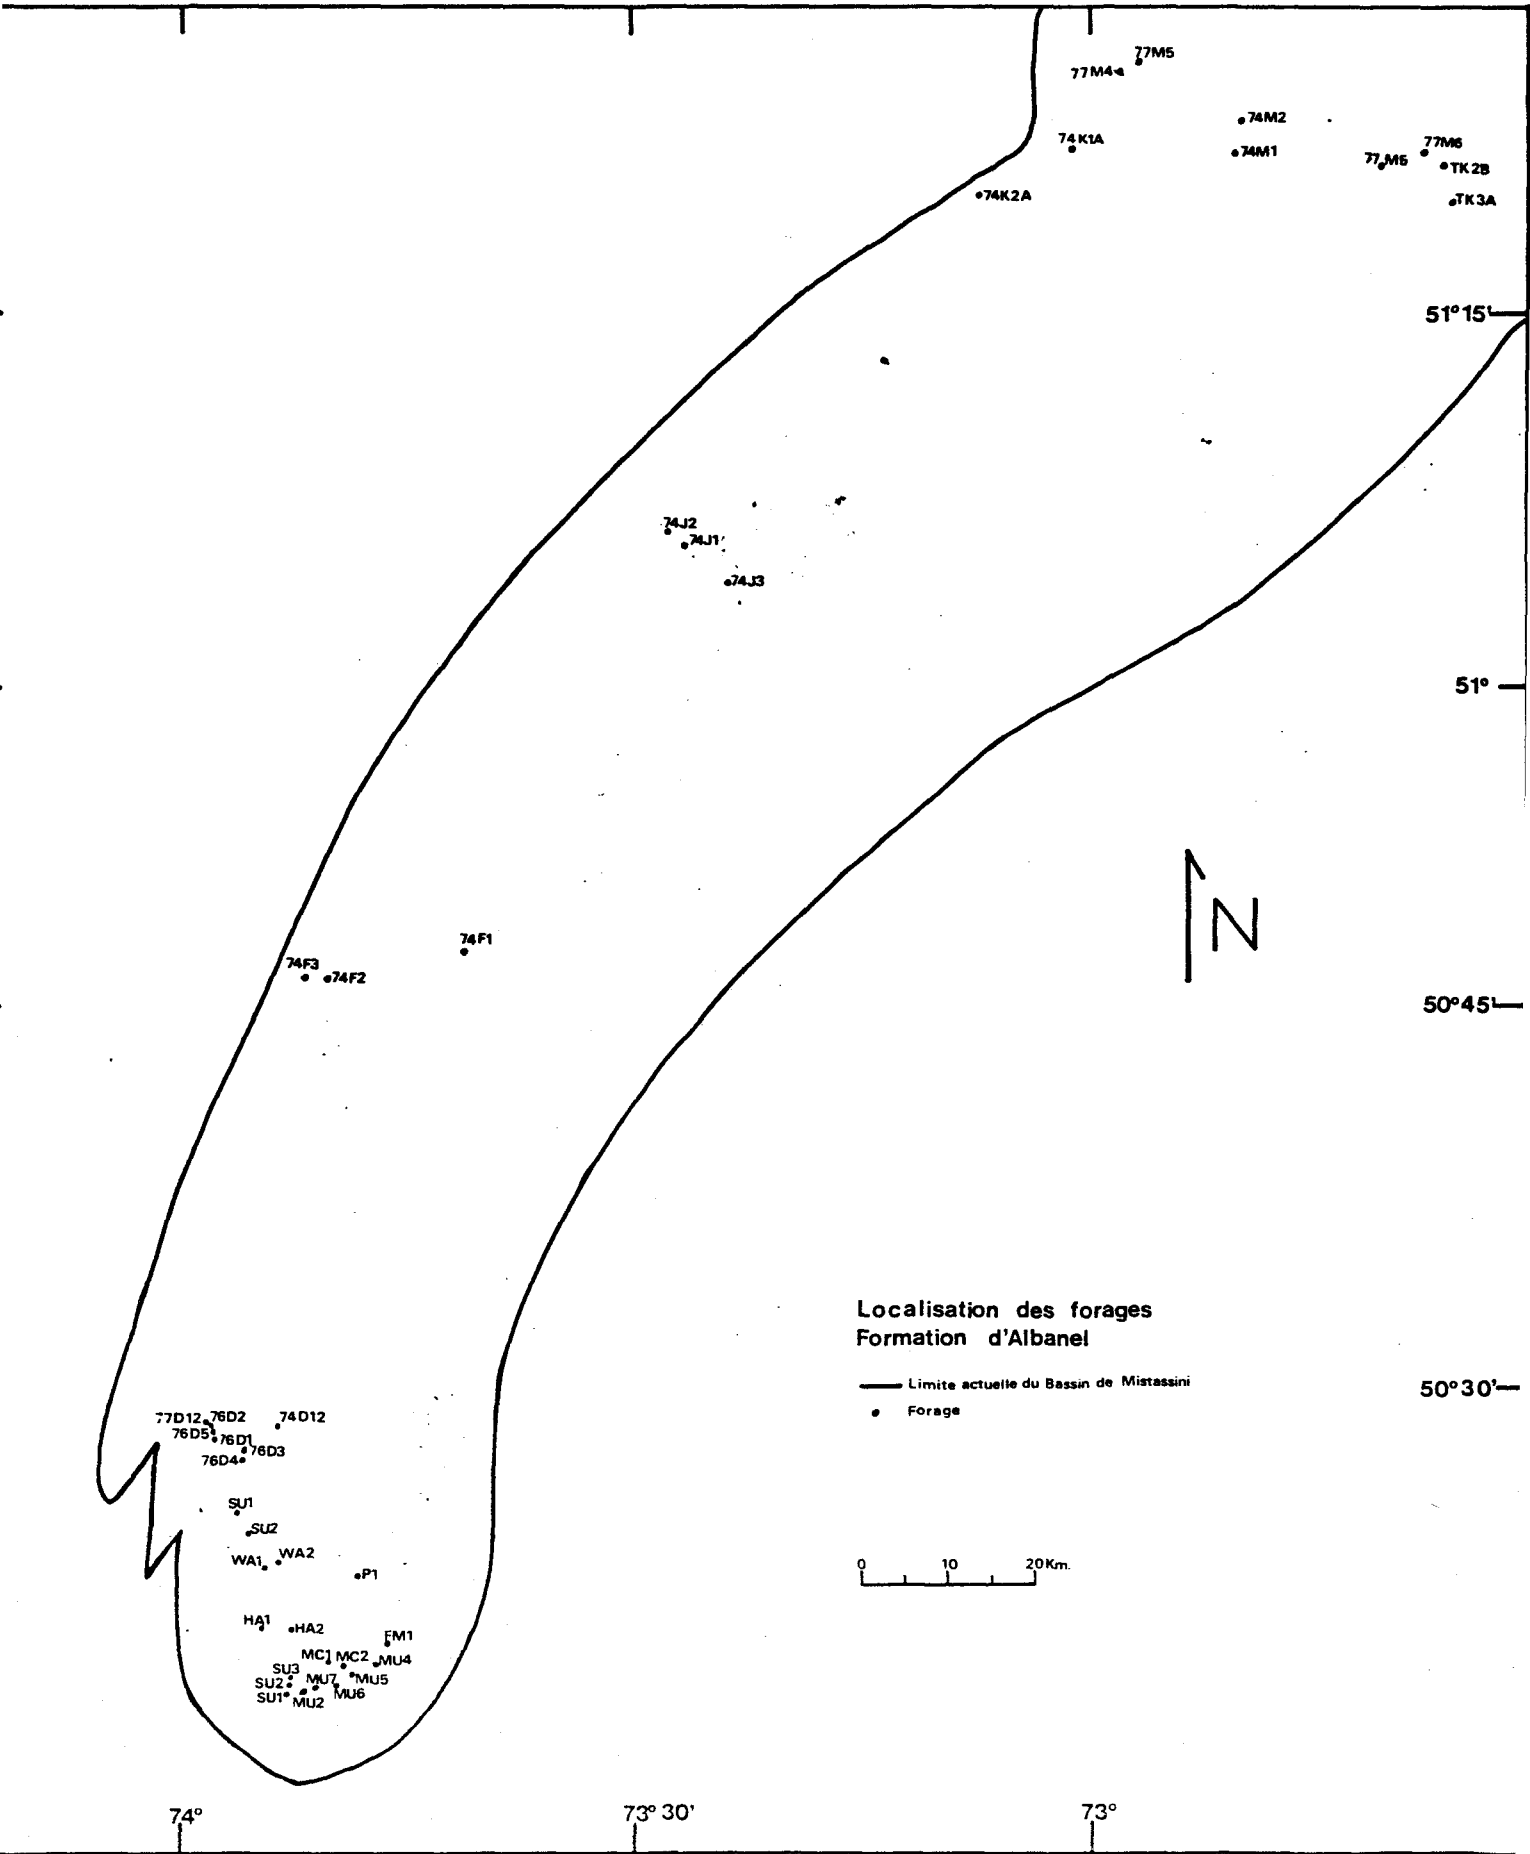 77M5
77M4
74M2
74K1A
74M1
77M6
77M5
TK2B
74K2A
TK3A
51°15'
74J2
74J1
74J3
51°
N
74F1
74F3
74F2
50°45'
Localisation des forages
Formation d'Albanel
Limite actuelle du Bassin de Mistassini
Forage
50°30'
77D12
76D2
74D12
76D5
76D1
76D3
76D4
SU1
SU2
WA1
WA2
P1
0 10 20Km.
HA1
HA2
FM1
MC1
MC2
MU4
SU3
MU5
SU2
MU7
MU6
SU1
MU2
74°
73°30'
73°